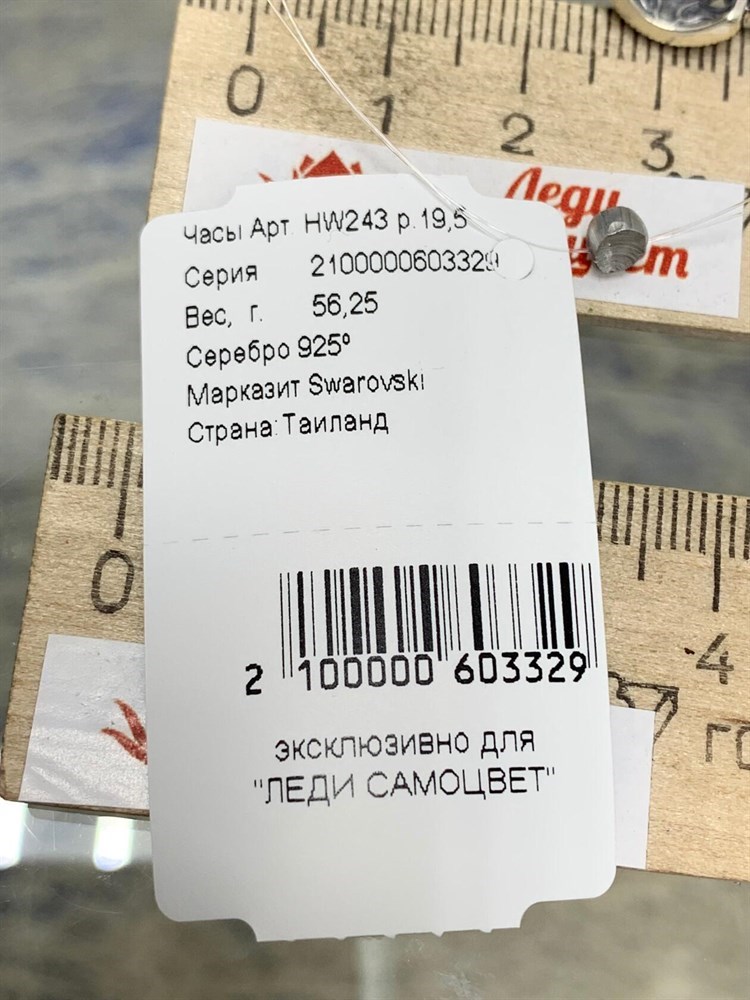 0 1 2 3
Леди
Часы Арт. HW243 р.19,5
Серия 2100000603329
Вес, г. 56,25
Серебро 925°
Марказит Swarovski
Страна: Таиланд
0 4
2 100000 603329
эксклюзивно для
"ЛЕДИ САМОЦВЕТ"